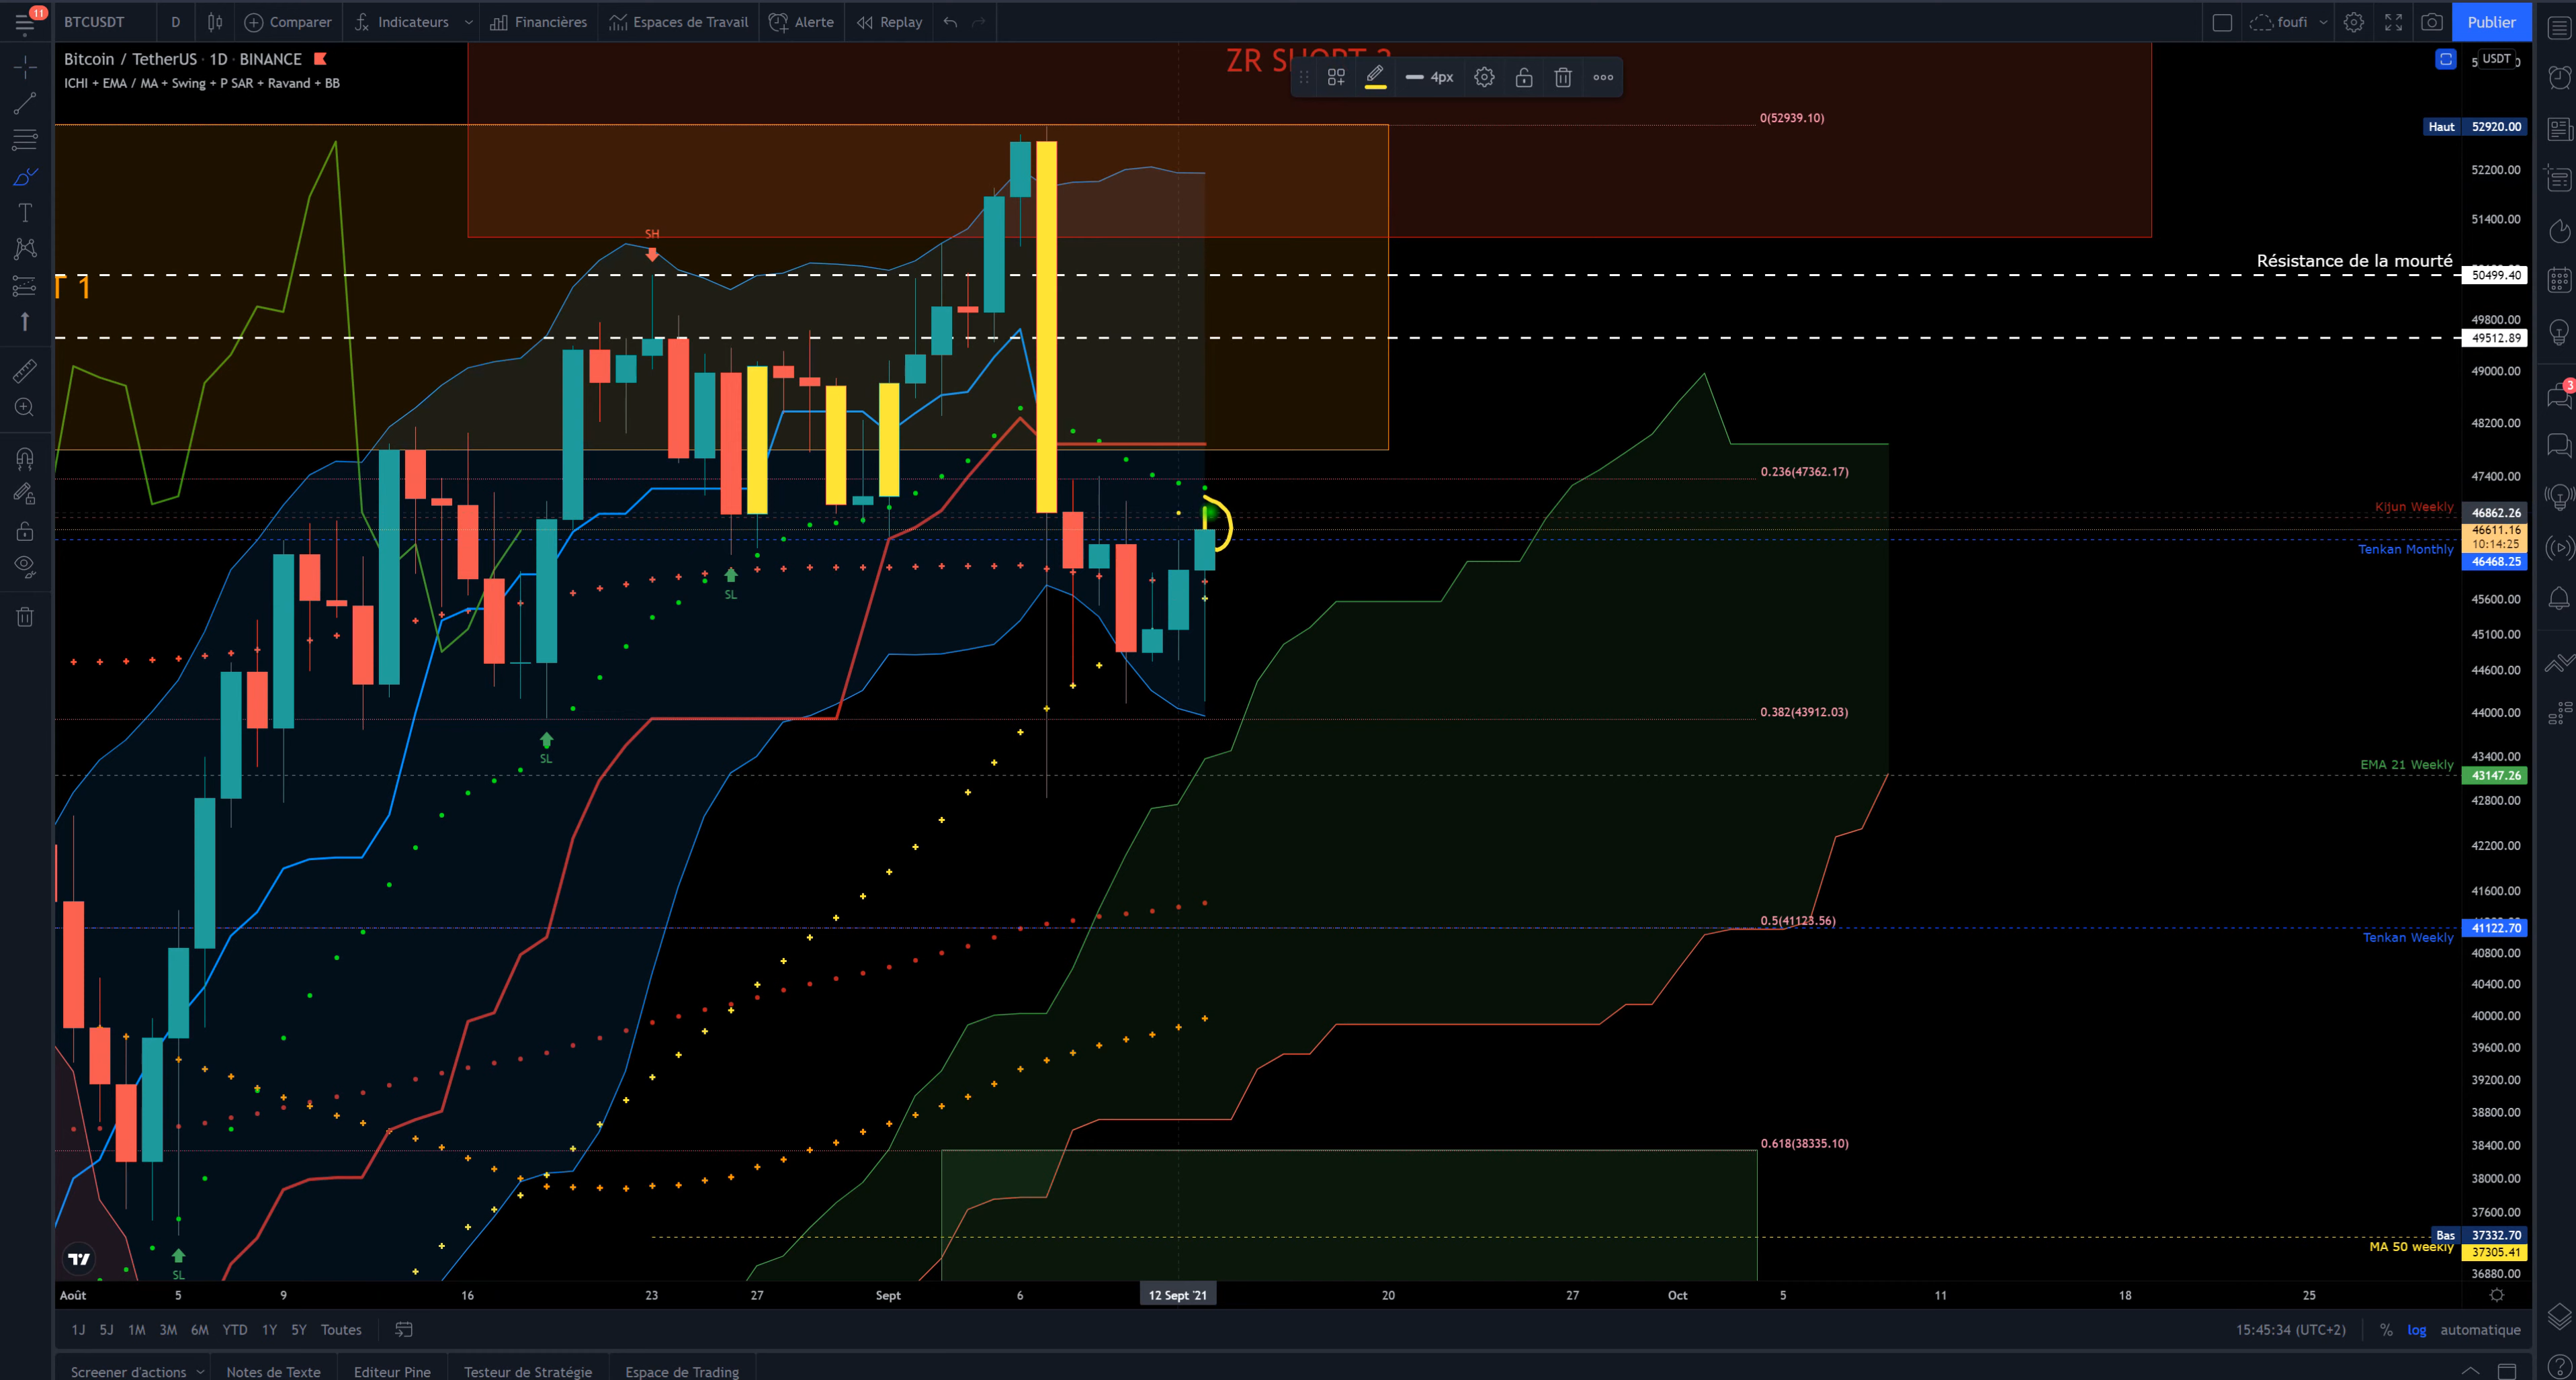 11
BTCUSDT D Comparer Indicateurs Financières Espaces de Travail Alerte Replay foufi Publier
Bitcoin / TetherUS · 1D · BINANCE
ICHI + EMA / MA + Swing + P SAR + Ravand + BB
4px
USDT
0(52939.10)
Haut 52920.00
52200.00
51400.00
SH
Résistance de la mourté
50499.40
T 1
49800.00
49512.89
49000.00
3
48200.00
0.236(47362.17)
47400.00
Kijun Weekly 46862.26
46611.16
10:14:25
Tenkan Monthly
46468.25
SL
45600.00
45100.00
44600.00
0.382(43912.03)
44000.00
SL
43400.00
EMA 21 Weekly
43147.26
42800.00
42200.00
41600.00
0.5(41123.56)
41122.70
Tenkan Weekly
40800.00
40400.00
40000.00
39600.00
39200.00
38800.00
0.618(38335.10)
38400.00
38000.00
37600.00
Bas 37332.70
MA 50 weekly 37305.41
SL
36880.00
Août 5 9 16 23 27 Sept 6 12 Sept '21 20 27 Oct 5 11 18 25
1J 5J 1M 3M 6M YTD 1Y 5Y Toutes 15:45:34 (UTC+2) % log automatique
Screener d'actions Notes de Texte Editeur Pine Testeur de Stratégie Espace de Trading